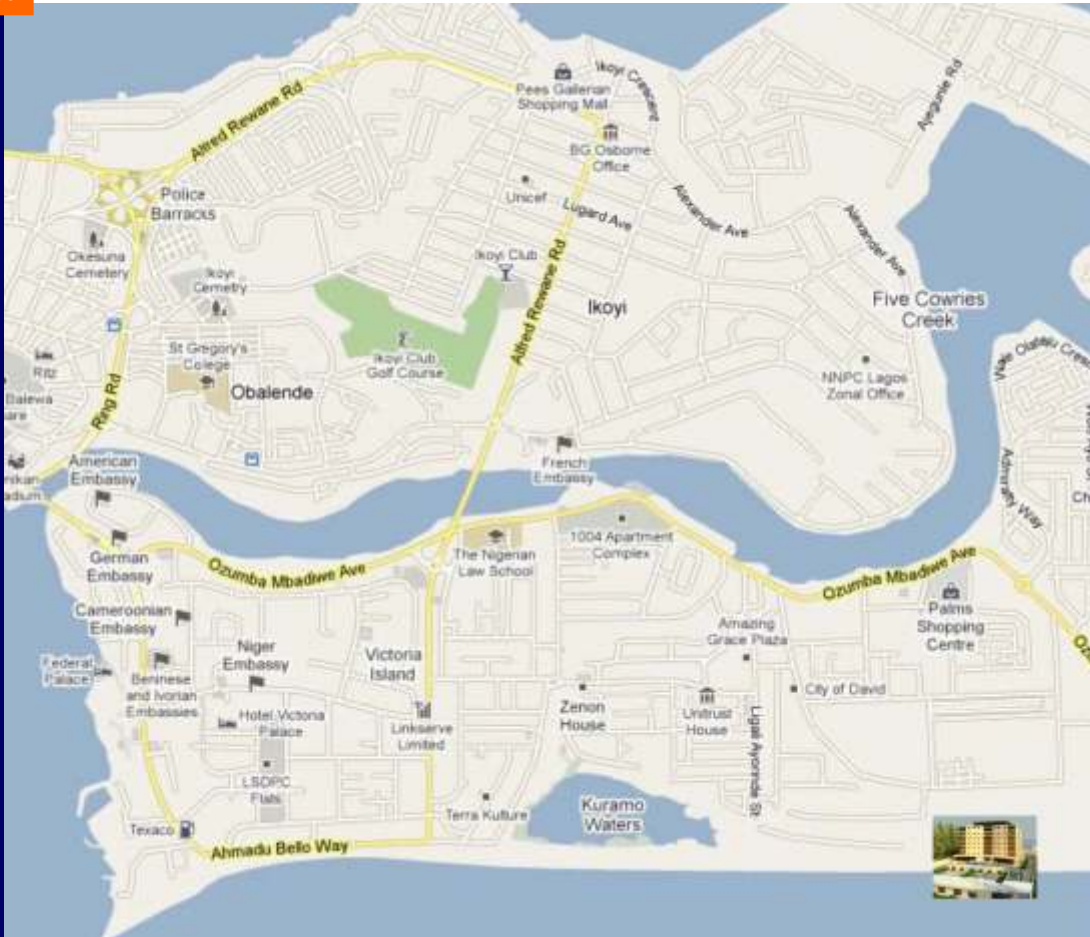 Alfred Rewane Rd
Pees Gallerian
Shopping Mall
Ikoyi Crescent
Ajegunle Rd
BG Osborne
Office
Police
Barracks
Unicef
Lugard Ave
Alexander Ave
Alexander Ave
Okesuna
Cemetery
Ikoyi
Cemetry
Ikoyi Club
Alfred Rewane Rd
Ikoyi
Five Cowries
Creek
St Gregory's
Ikoyi Club
Golf Course
Ritz
Balewa
Ring Rd
Obalende
NNPC Lagos
Zonal Office
American
Embassy
French
Embassy
Admiralty Way
German
Embassy
Ozumba Mbadiwe Ave
The Nigerian
Law School
1004 Apartment
Complex
Ozumba Mbadiwe Ave
Cameroonian
Embassy
Palms
Shopping
Centre
Amazing
Grace Plaza
Federal
Palace
Niger
Embassy
Victoria
Island
Beninese
and Ivorian
Embassies
City of David
Zenon
House
Unitrust
House
Ligali Ayorinde St
Hotel Victoria
Palace
Linkserve
Limited
LSDPC
Flats
Terra Kulture
Kuramo
Waters
Texaco
Ahmadu Bello Way